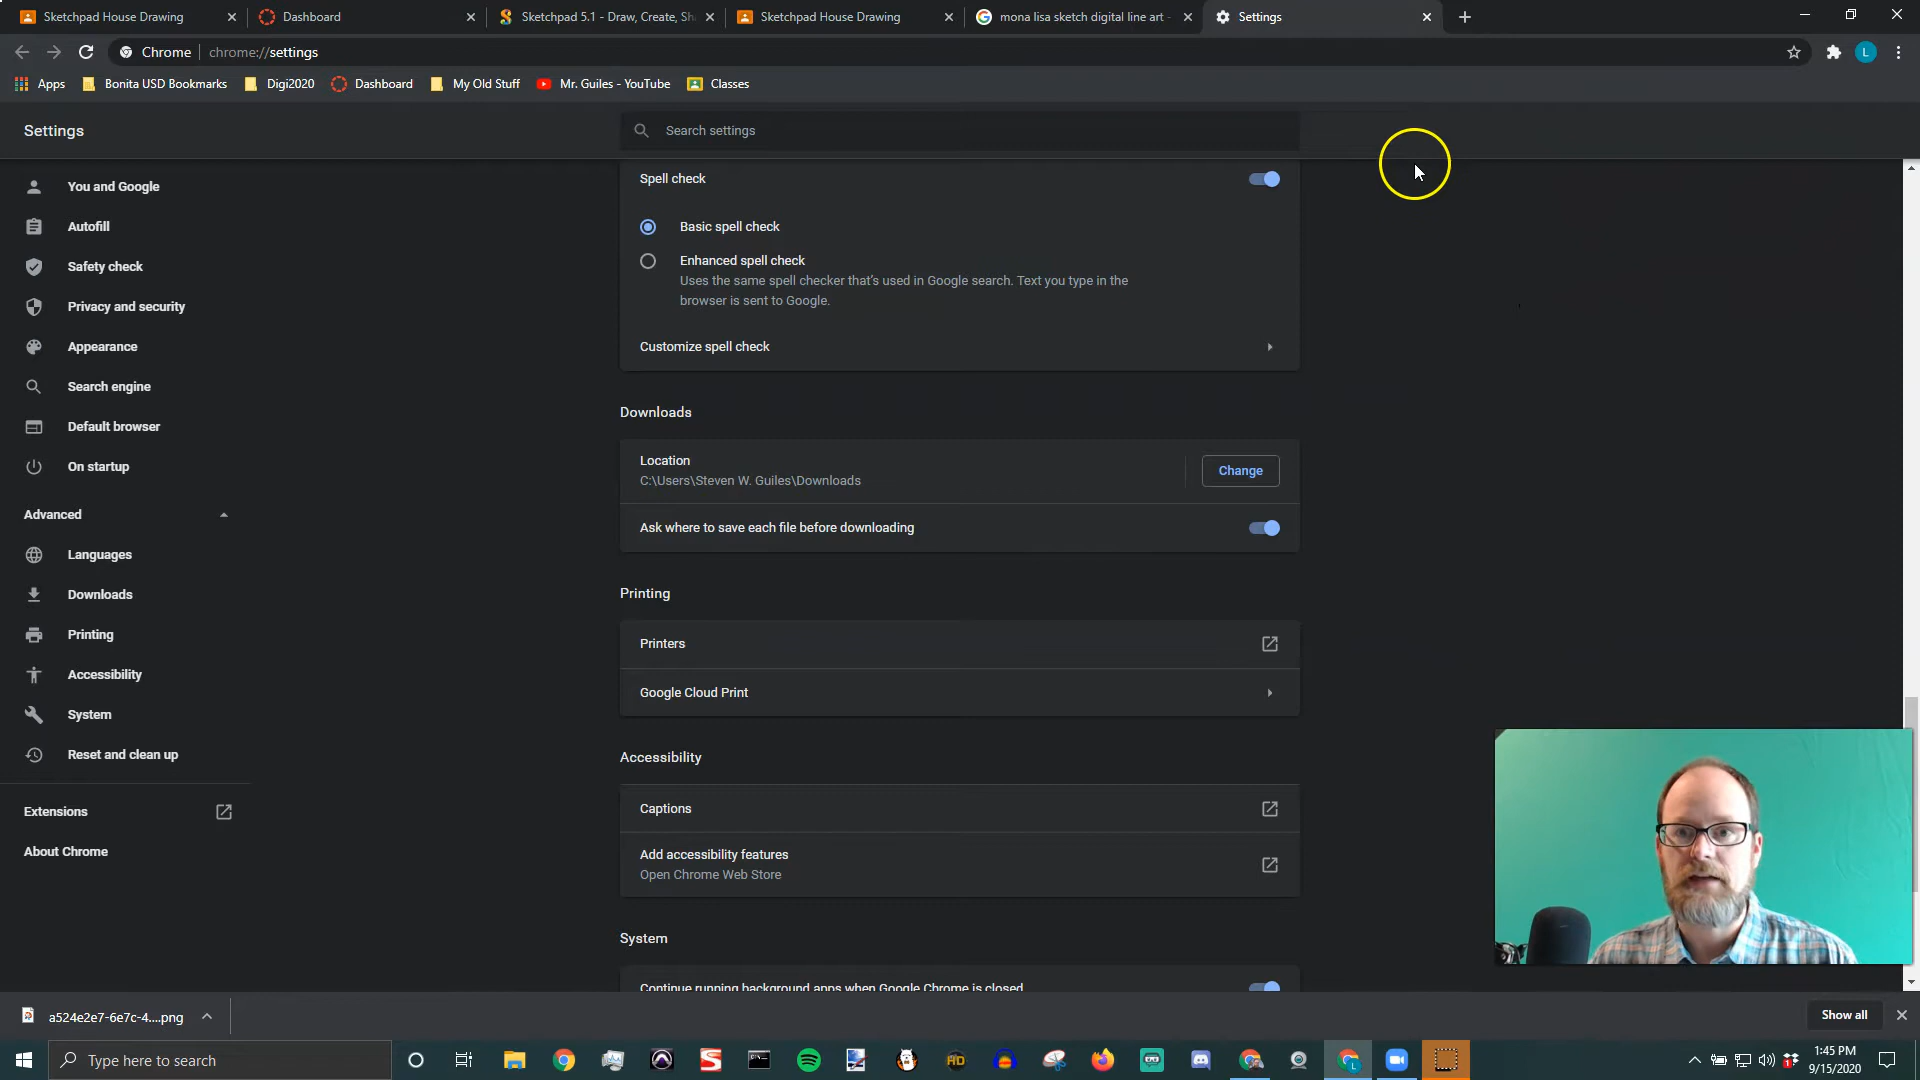 Sketchpad House Drawing
Dashboard
Sketchpad 5.1 - Draw, Create, Sh
Sketchpad House Drawing
mona lisa sketch digital line art -
Settings
Chrome
chrome://settings
L
Apps
Bonita USD Bookmarks
Digi2020
Dashboard
My Old Stuff
Mr. Guiles - YouTube
Classes
Settings
Search settings
You and Google
Autofill
Safety check
Privacy and security
Appearance
Search engine
Default browser
On startup
Advanced
Languages
Downloads
Printing
Accessibility
System
Reset and clean up
Extensions
About Chrome
Spell check
Basic spell check
Enhanced spell check
Uses the same spell checker that's used in Google search. Text you type in the
browser is sent to Google.
Customize spell check
Downloads
Location
C:\Users\Steven W. Guiles\Downloads
Change
Ask where to save each file before downloading
Printing
Printers
Google Cloud Print
Accessibility
Captions
Add accessibility features
Open Chrome Web Store
System
Continue running background apps when Google Chrome is closed
a524e2e7-6e7c-4....png
Show all
Type here to search
1:45 PM
9/15/2020